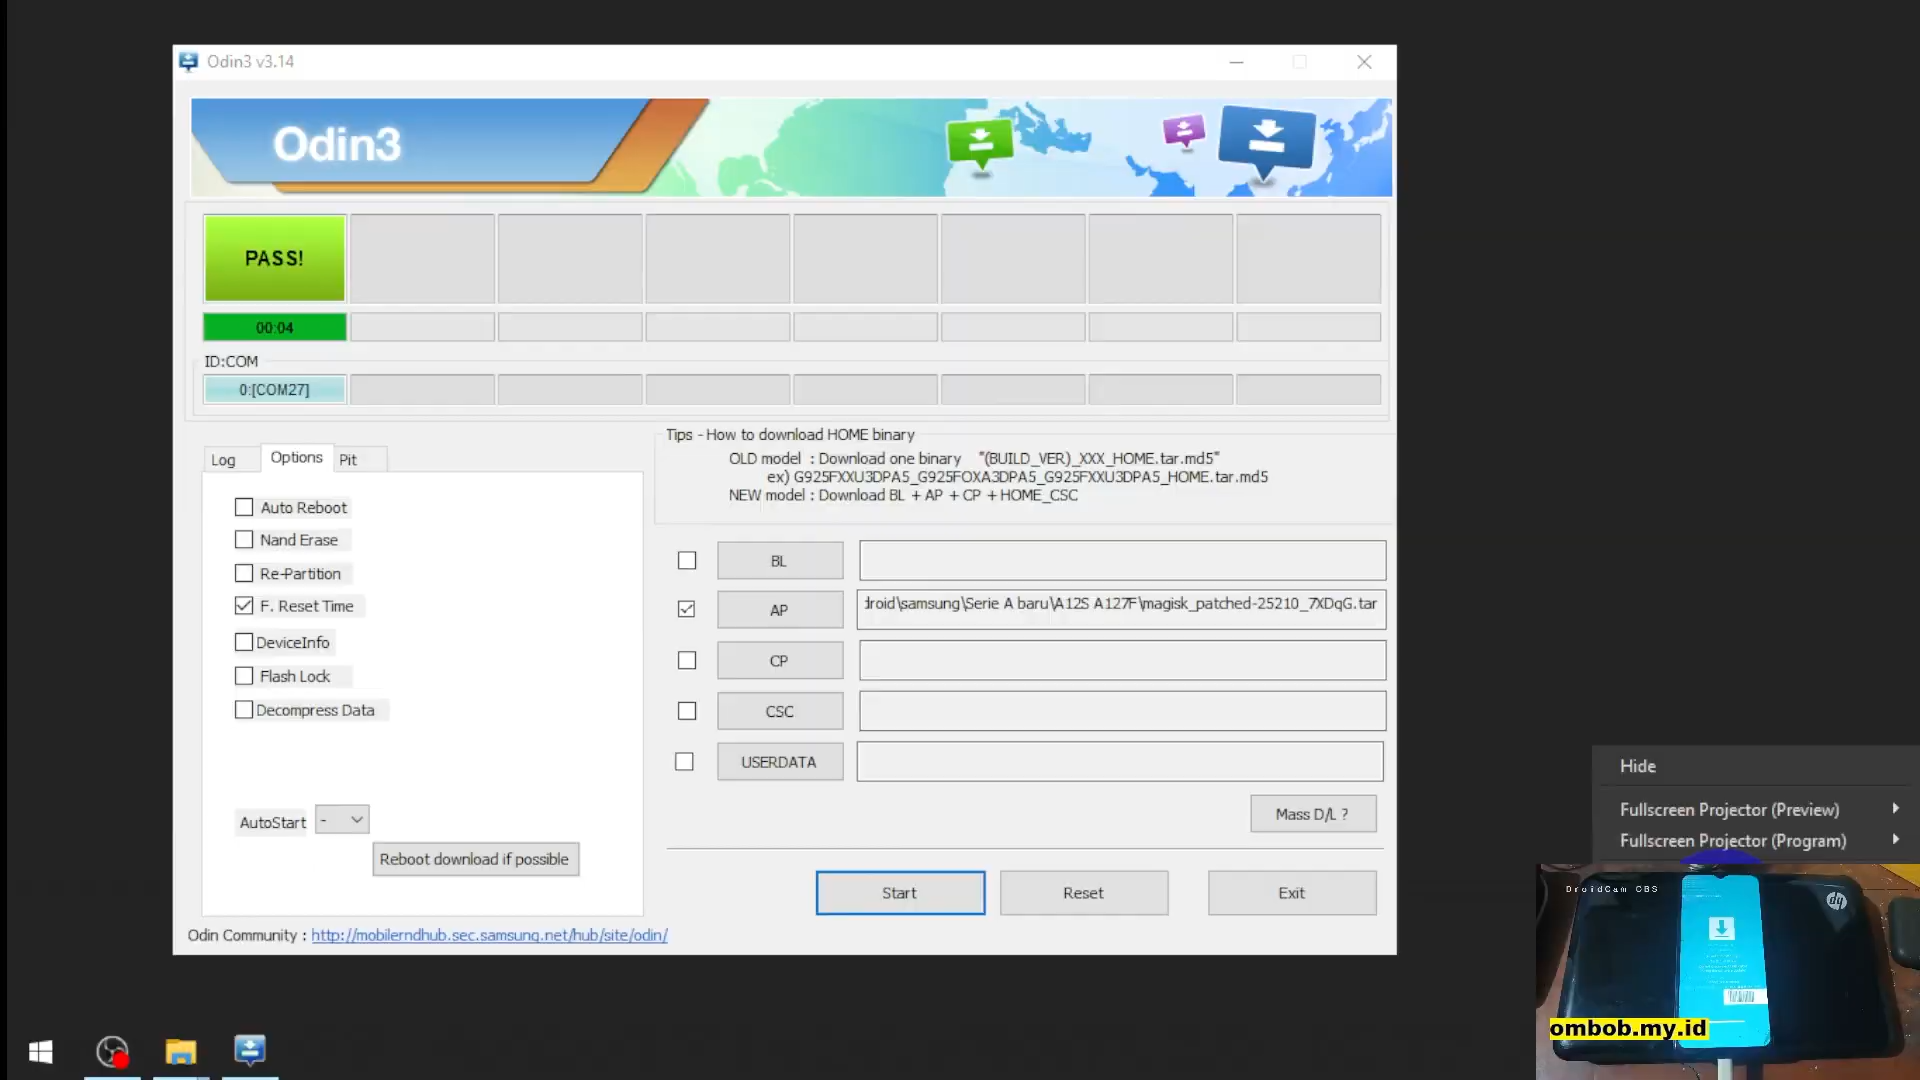 Odin3 v3.14
Odin3
PASS!
00:04
ID:COM
0:[COM27]
Log
Options
Pit
Auto Reboot
Nand Erase
Re-Partition
F. Reset Time
DeviceInfo
Flash Lock
Decompress Data
AutoStart
-
Reboot download if possible
Tips - How to download HOME binary
OLD model : Download one binary "(BUILD_VER)_XXX_HOME.tar.md5"
ex) G925FXXU3DPA5_G925FOXA3DPA5_G925FXXU3DPA5_HOME.tar.md5
NEW model : Download BL + AP + CP + HOME_CSC
BL
AP
roid\samsung\Serie A baru\A12S A127F\magisk_patched-25210_7XDqG.tar
CP
CSC
USERDATA
Mass D/L ?
Start
Reset
Exit
Odin Community : http://mobilerndhub.sec.samsung.net/hub/site/odin/
Hide
Fullscreen Projector (Preview)
Fullscreen Projector (Program)
DroidCam OBS
hp
ombob.my.id